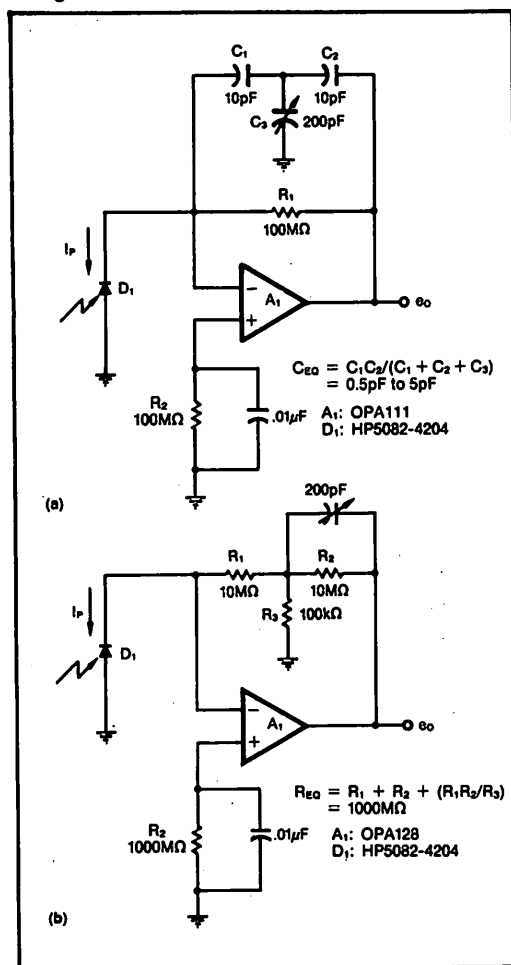 C₁
C₂
10pF
10pF
C₃
200pF
R₁
100MΩ
Iₚ
D₁
−
+
A₁
eₒ
R₂
100MΩ
.01μF
C_EQ = C₁C₂/(C₁ + C₂ + C₃)
= 0.5pF to 5pF
A₁: OPA111
D₁: HP5082-4204
(a)
200pF
R₁
R₂
10MΩ
10MΩ
R₃
100kΩ
Iₚ
D₁
−
+
A₁
eₒ
R₂
1000MΩ
.01μF
R_EQ = R₁ + R₂ + (R₁R₂/R₃)
= 1000MΩ
A₁: OPA128
D₁: HP5082-4204
(b)